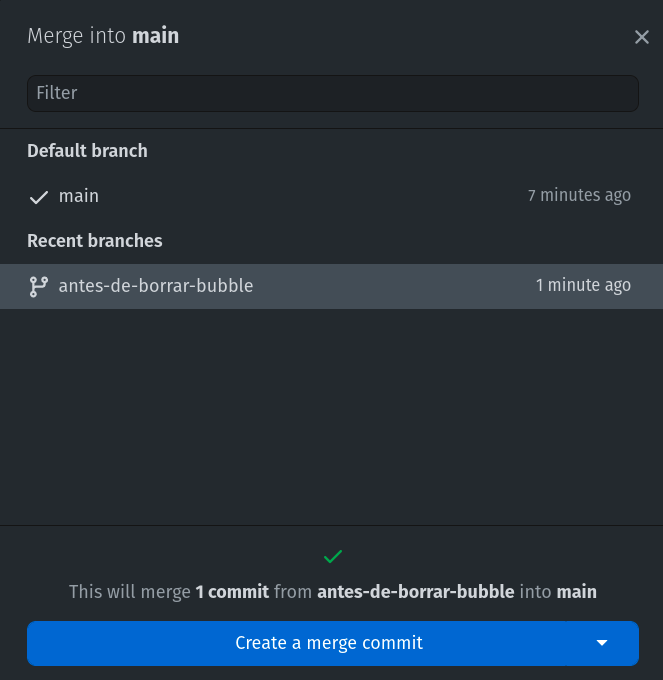 Merge into main
Filter
Default branch
main 7 minutes ago
Recent branches
antes-de-borrar-bubble 1 minute ago
This will merge 1 commit from antes-de-borrar-bubble into main
Create a merge commit